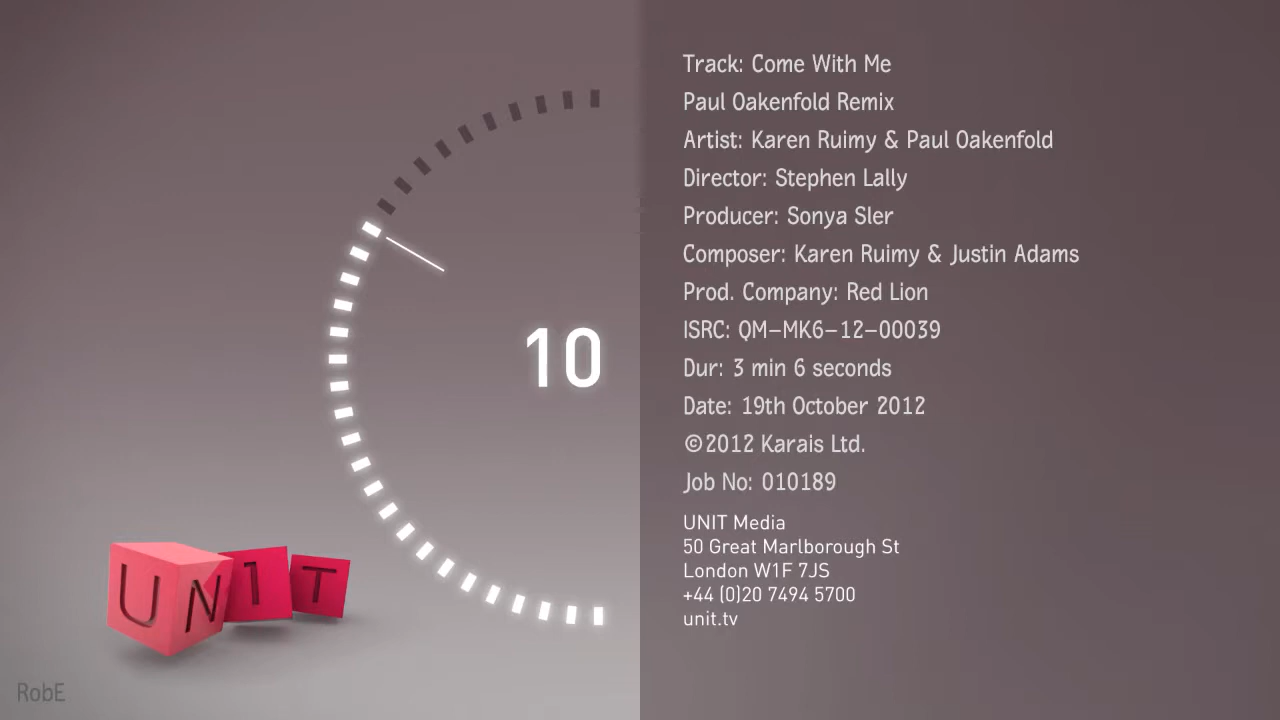 Track: Come With Me
Paul Oakenfold Remix
Artist: Karen Ruimy & Paul Oakenfold
Director: Stephen Lally
Producer: Sonya Sler
Composer: Karen Ruimy & Justin Adams
Prod. Company: Red Lion
ISRC: QM-MK6-12-00039
Dur: 3 min 6 seconds
Date: 19th October 2012
©2012 Karais Ltd.
Job No: 010189
UNIT Media
50 Great Marlborough St
London W1F 7JS
+44 (0)20 7494 5700
unit.tv
10
UNIT
RobE